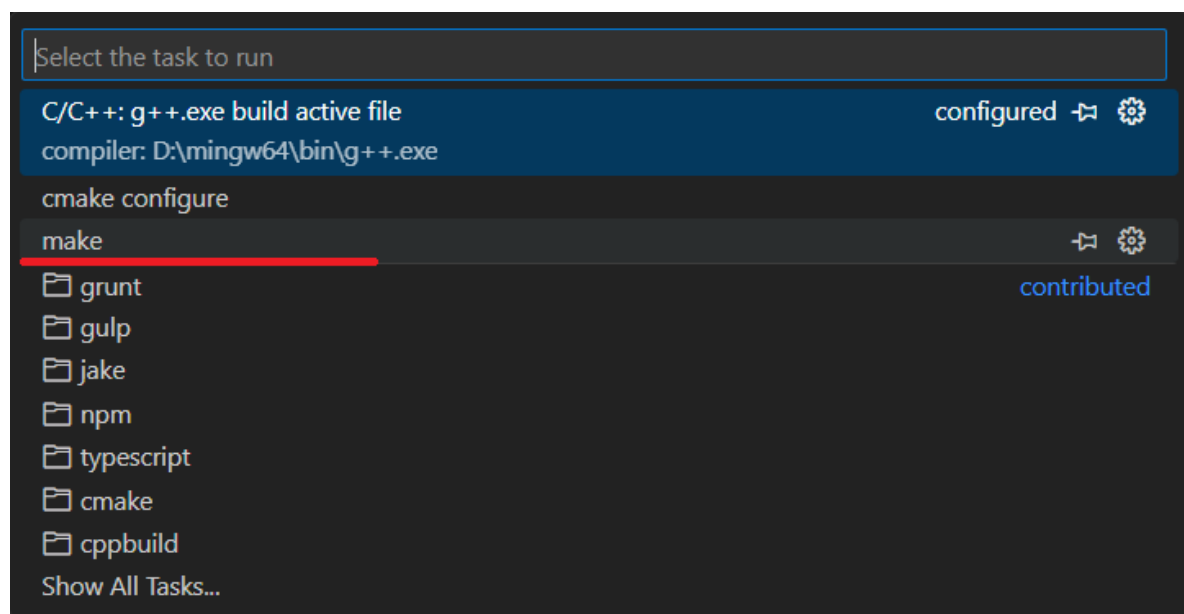 Select the task to run
C/C++: g++.exe build active file configured
compiler: D:\mingw64\bin\g++.exe
cmake configure
make
grunt contributed
gulp
jake
npm
typescript
cmake
cppbuild
Show All Tasks...